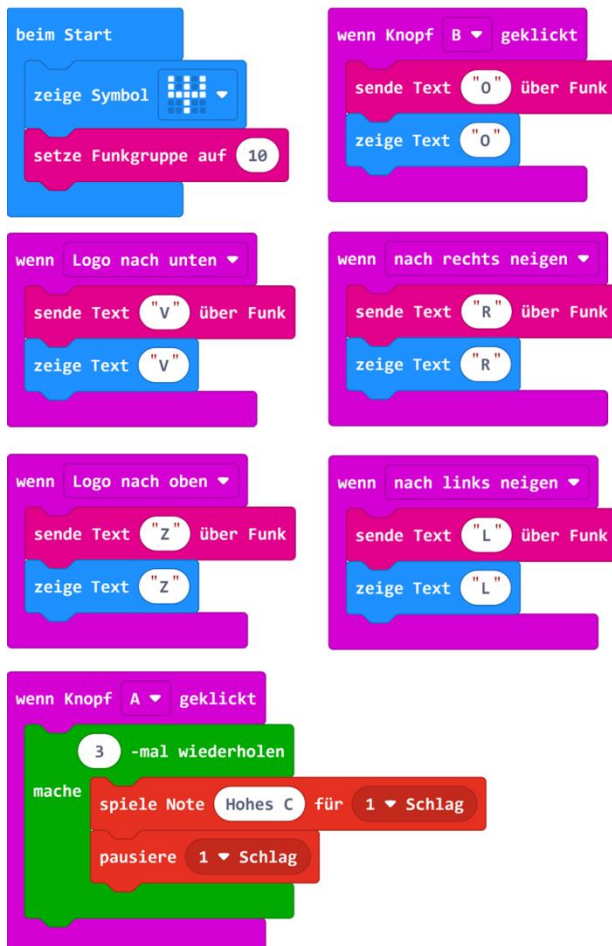 beim Start
zeige Symbol
setze Funkgruppe auf 10
wenn Knopf B geklickt
sende Text "O" über Funk
zeige Text "O"
wenn Logo nach unten
sende Text "V" über Funk
zeige Text "V"
wenn nach rechts neigen
sende Text "R" über Funk
zeige Text "R"
wenn Logo nach oben
sende Text "Z" über Funk
zeige Text "Z"
wenn nach links neigen
sende Text "L" über Funk
zeige Text "L"
wenn Knopf A geklickt
3 -mal wiederholen
mache
spiele Note Hohes C für 1 Schlag
pausiere 1 Schlag